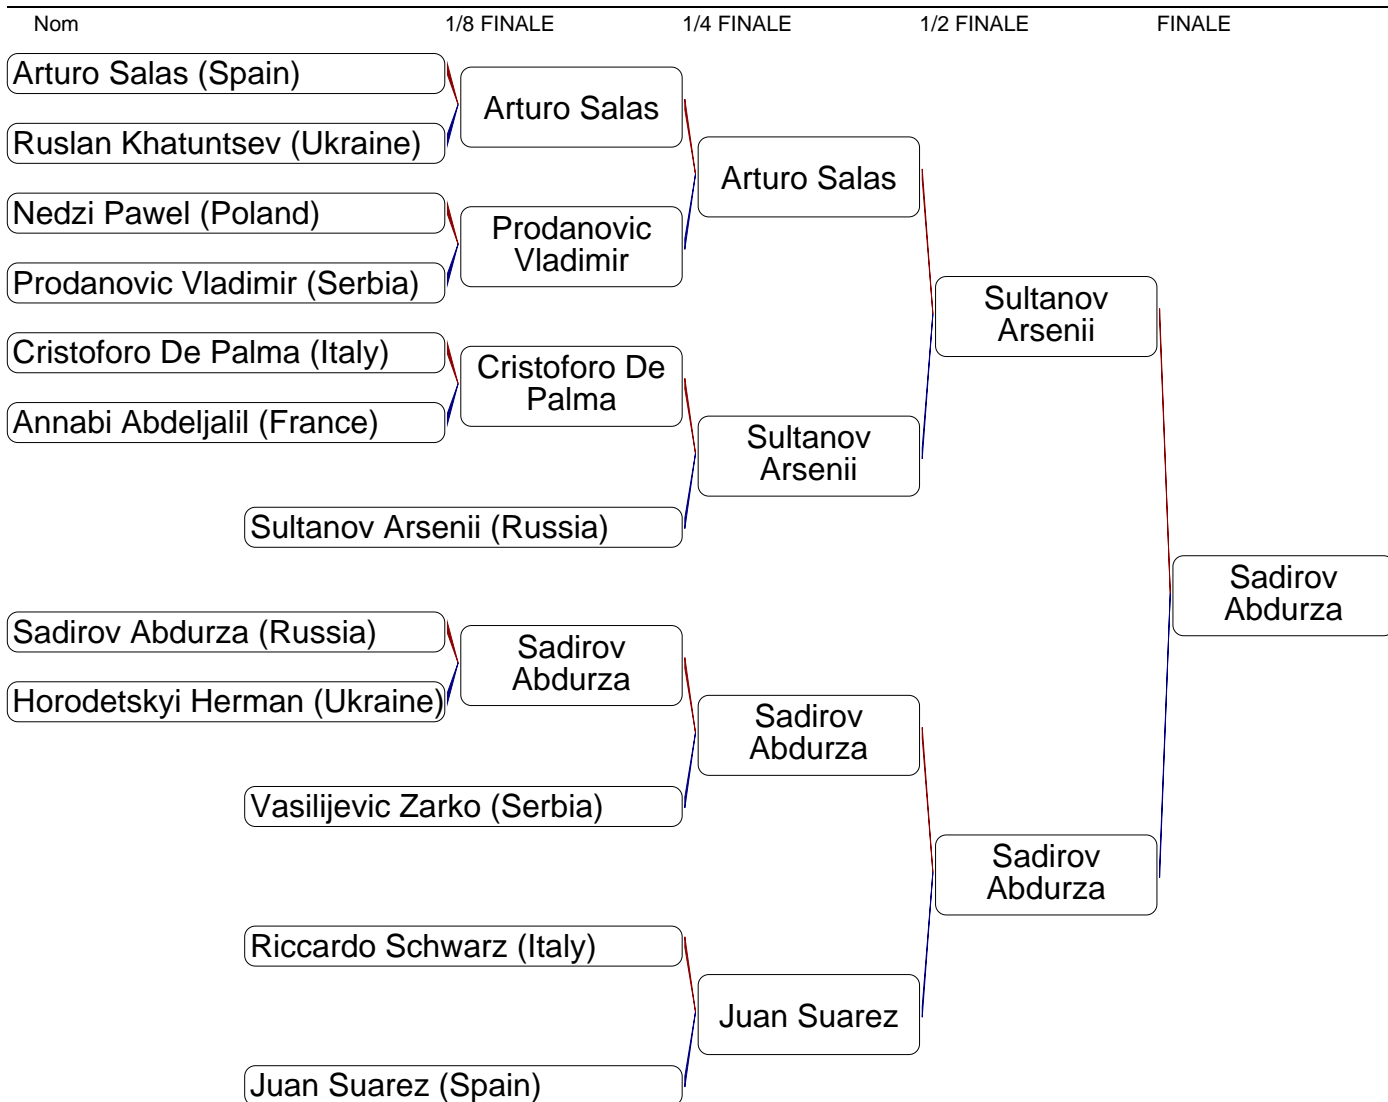 Nom 1/8 FINALE 1/4 FINALE 1/2 FINALE FINALE
Arturo Salas (Spain)
Ruslan Khatuntsev (Ukraine)
Nedzi Pawel (Poland)
Prodanovic Vladimir (Serbia)
Cristoforo De Palma (Italy)
Annabi Abdeljalil (France)
Sultanov Arsenii (Russia)
Sadirov Abdurza (Russia)
Horodetskyi Herman (Ukraine)
Vasilijevic Zarko (Serbia)
Riccardo Schwarz (Italy)
Juan Suarez (Spain)
Arturo Salas
Prodanovic
Vladimir
Cristoforo De
Palma
Sadirov
Abdurza
Arturo Salas
Sultanov
Arsenii
Sadirov
Abdurza
Juan Suarez
Sultanov
Arsenii
Sadirov
Abdurza
Sadirov
Abdurza